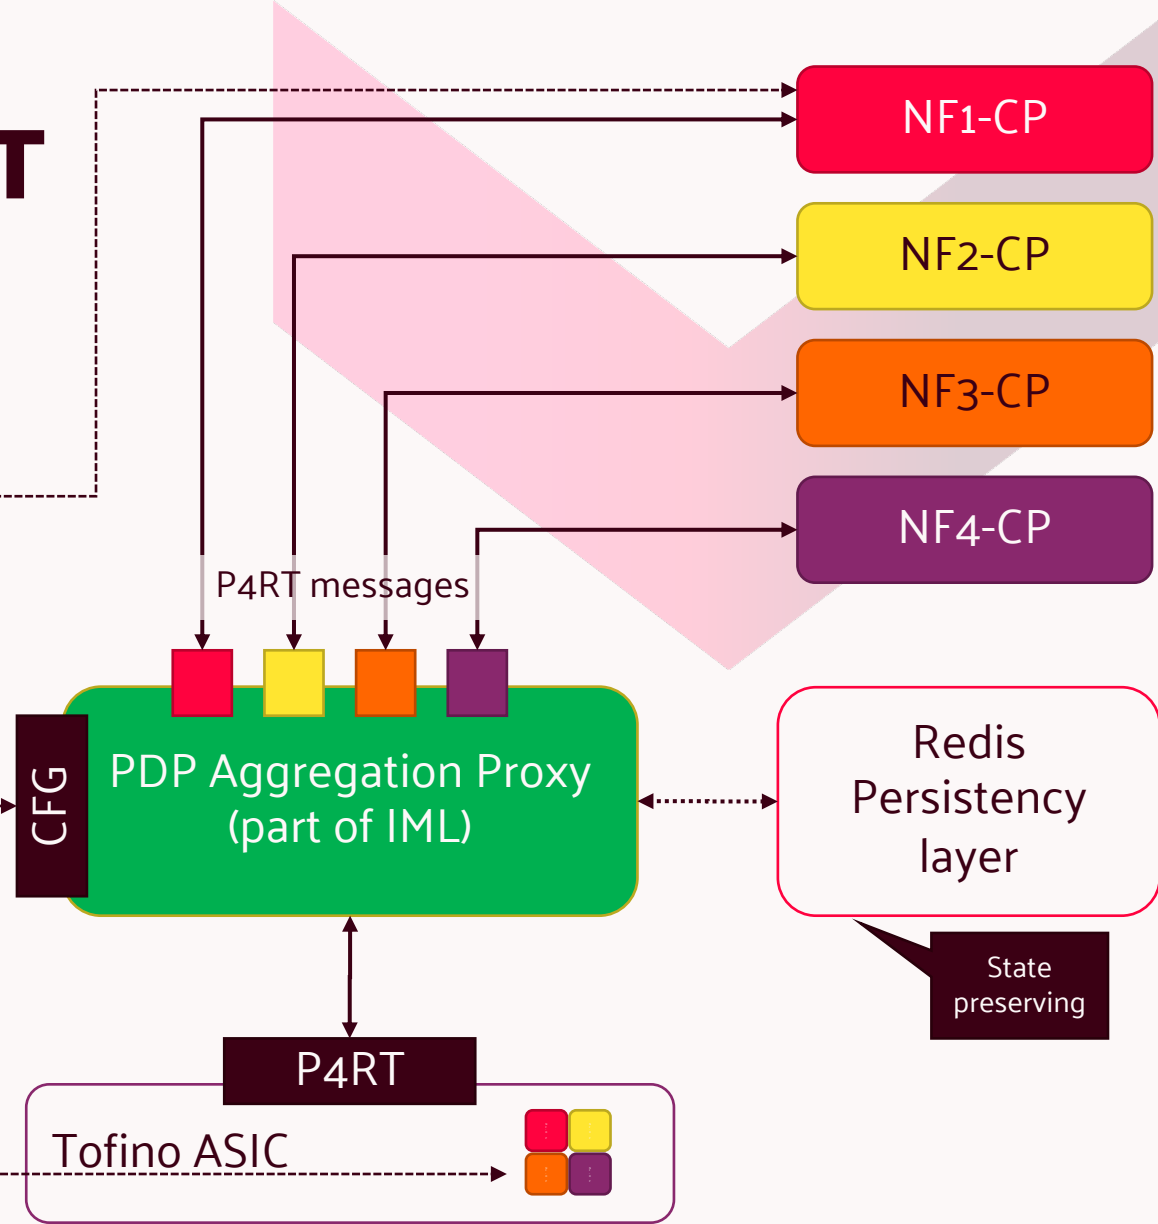 T
NF1-CP
NF2-CP
NF3-CP
NF4-CP
P4RT messages
CFG
PDP Aggregation Proxy
(part of IML)
Redis
Persistency
layer
State
preserving
P4RT
Tofino ASIC